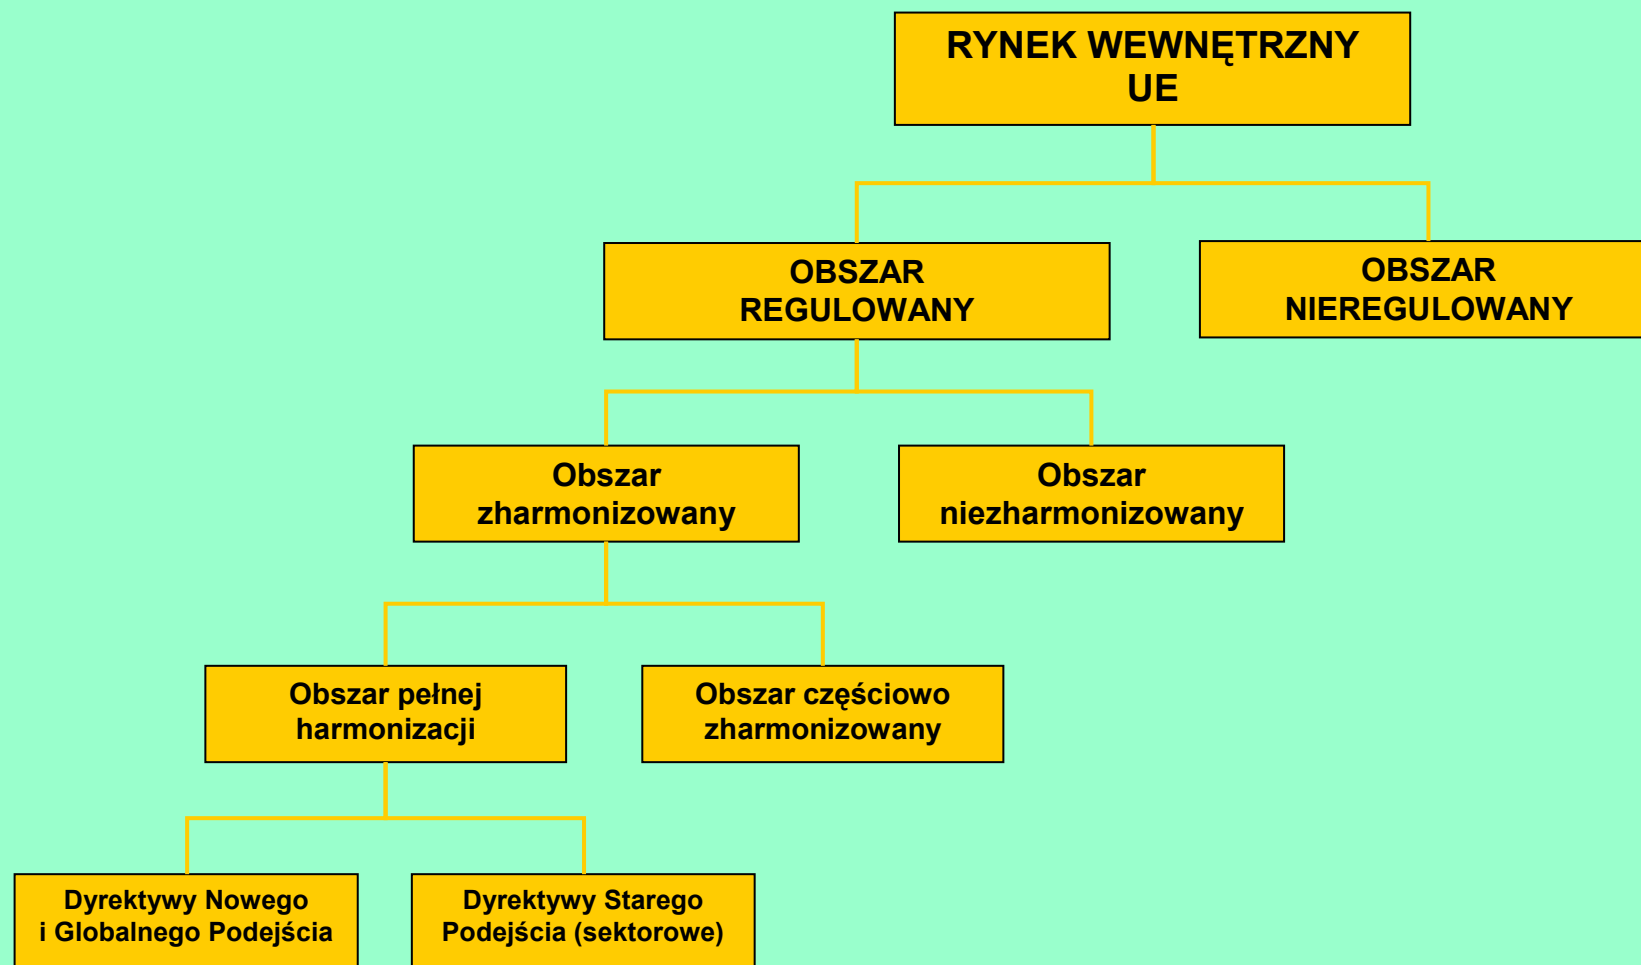 RYNEK WEWNĘTRZNY
UE
OBSZAR
REGULOWANY
OBSZAR
NIEREGULOWANY
Obszar
zharmonizowany
Obszar
niezharmonizowany
Obszar pełnej
harmonizacji
Obszar częściowo
zharmonizowany
Dyrektywy Nowego
i Globalnego Podejścia
Dyrektywy Starego
Podejścia (sektorowe)